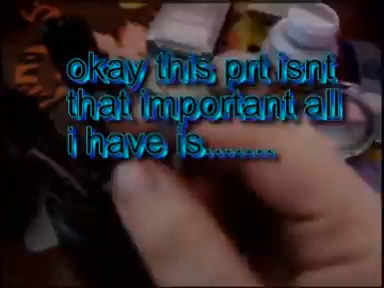 okay this prt isnt
that important all
i have is.......